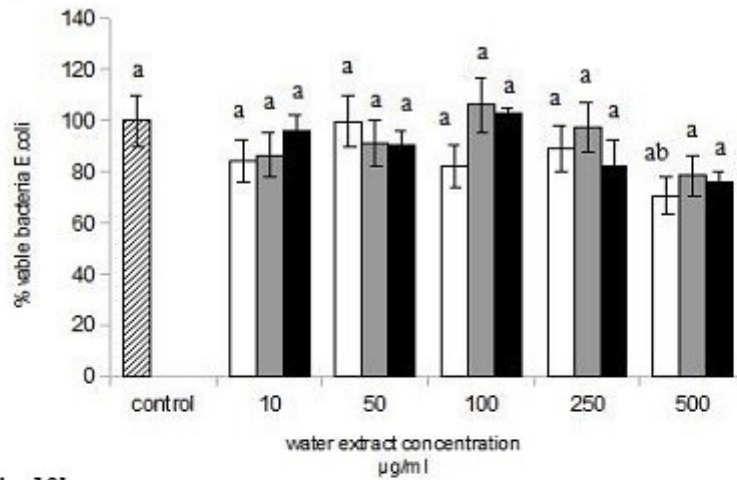 140
120
100
80
60
40
20
0
% viable bacteria E.coli
a
a a a
a a a
a a a
a a a
ab a a
control 10 50 100 250 500
water extract concentration
µg/ml